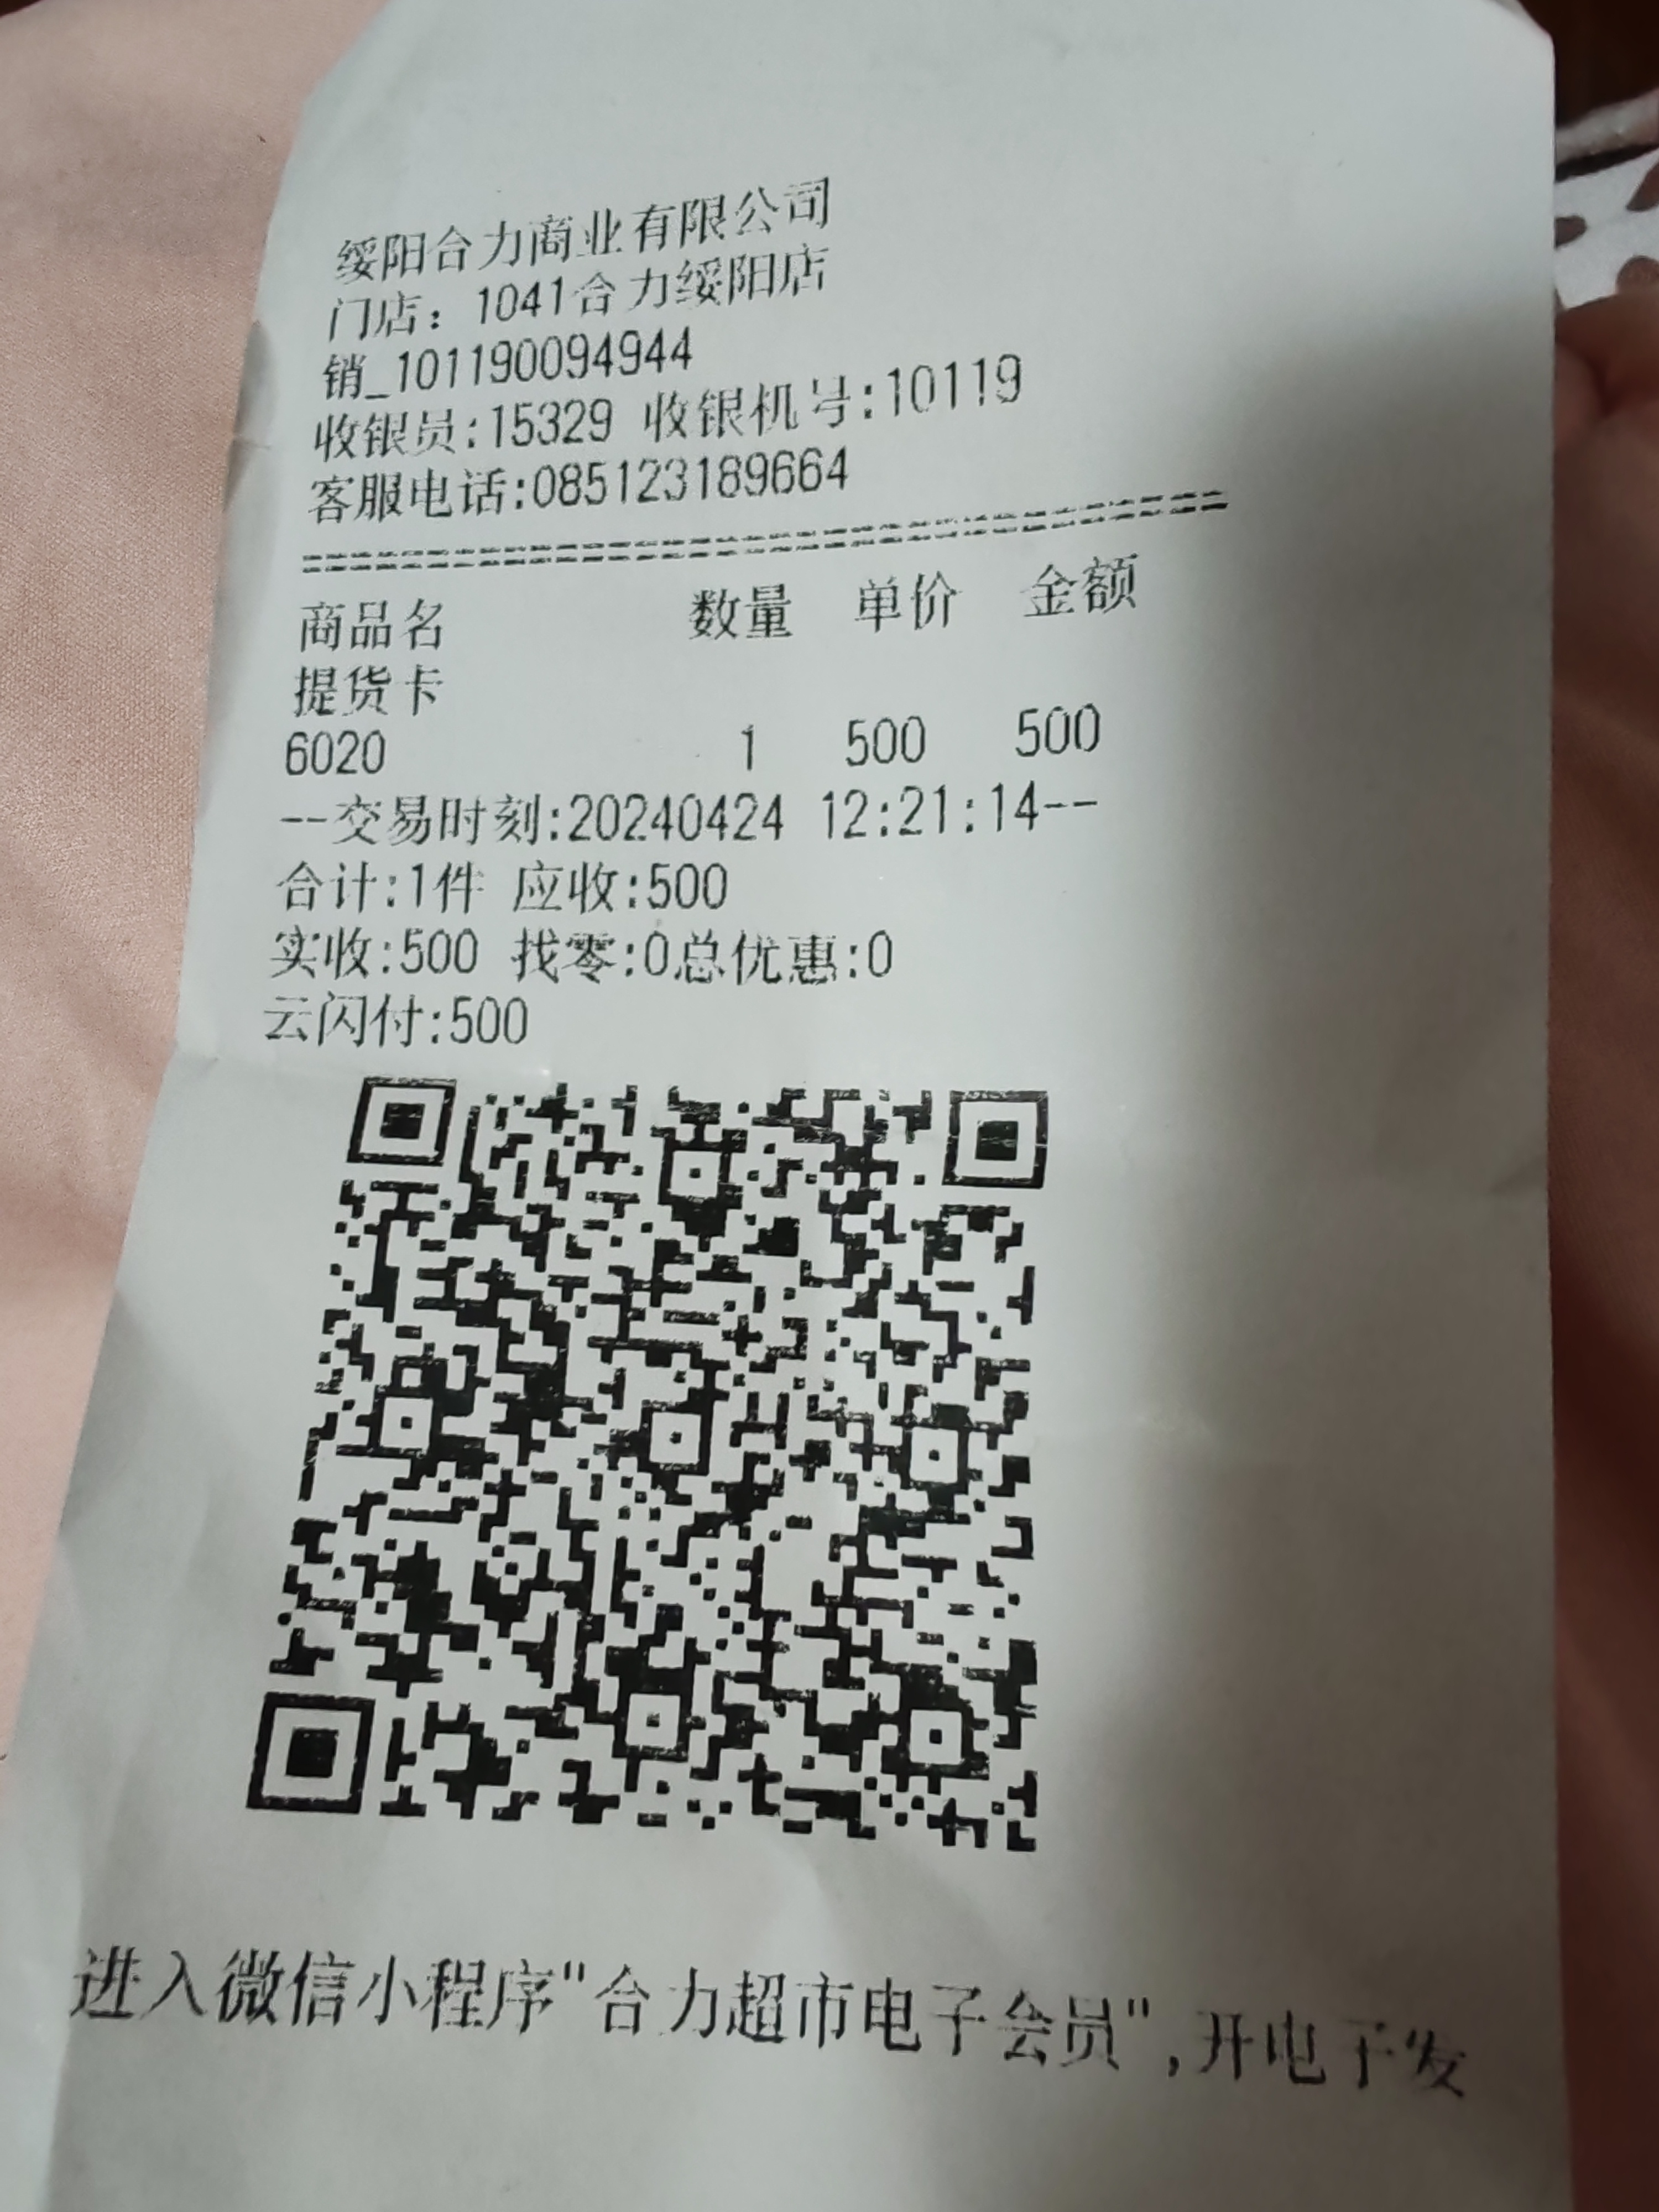 绥阳合力商业有限公司
门店：1041合力绥阳店
销_101190094944
收银员:15329 收银机号:10119
客服电话:085123189664
================================
商品名 数量 单价 金额
提货卡
6020 1 500 500
--交易时刻:20240424 12:21:14--
合计:1件 应收:500
实收:500 找零:0总优惠:0
云闪付:500
进入微信小程序"合力超市电子会员",开电子发